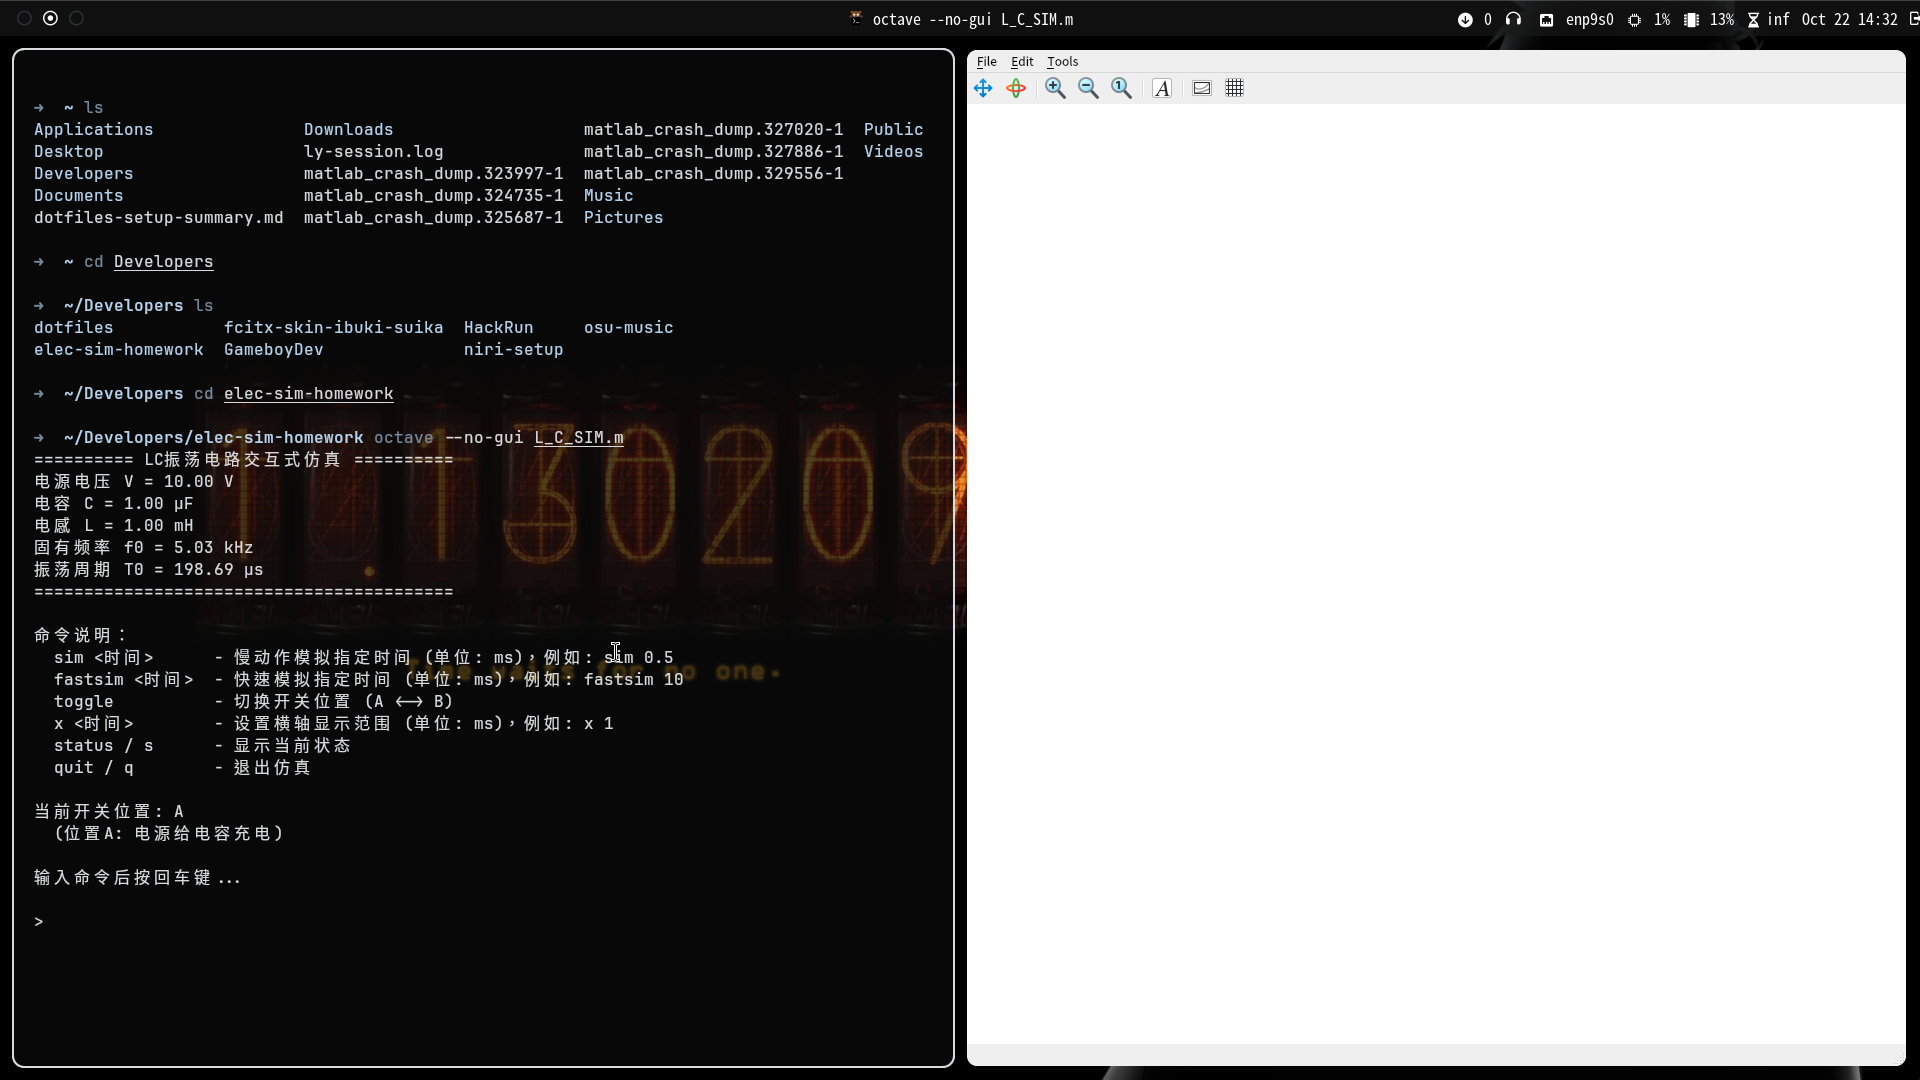 octave --no-gui L_C_SIM.m
0 enp9s0 1% 13% inf Oct 22 14:32
→ ~ ls
Applications Downloads matlab_crash_dump.327020-1 Public
Desktop ly-session.log matlab_crash_dump.327886-1 Videos
Developers matlab_crash_dump.323997-1 matlab_crash_dump.329556-1
Documents matlab_crash_dump.324735-1 Music
dotfiles-setup-summary.md matlab_crash_dump.325687-1 Pictures
→ ~ cd Developers
→ ~/Developers ls
dotfiles fcitx-skin-ibuki-suika HackRun osu-music
elec-sim-homework GameboyDev niri-setup
→ ~/Developers cd elec-sim-homework
→ ~/Developers/elec-sim-homework octave --no-gui L_C_SIM.m
========== LC振荡电路交互式仿真 ==========
电源电压 V = 10.00 V
电容 C = 1.00 μF
电感 L = 1.00 mH
固有频率 f0 = 5.03 kHz
振荡周期 T0 = 198.69 μs
==========================================
命令说明：
sim <时间> - 慢动作模拟指定时间 (单位: ms)，例如: sim 0.5
fastsim <时间> - 快速模拟指定时间 (单位: ms)，例如: fastsim 10
toggle - 切换开关位置 (A <--> B)
x <时间> - 设置横轴显示范围 (单位: ms)，例如: x 1
status / s - 显示当前状态
quit / q - 退出仿真
当前开关位置: A
(位置A: 电源给电容充电)
输入命令后按回车键...
>
1.130209
Time waits for no one.
File Edit Tools
1
A